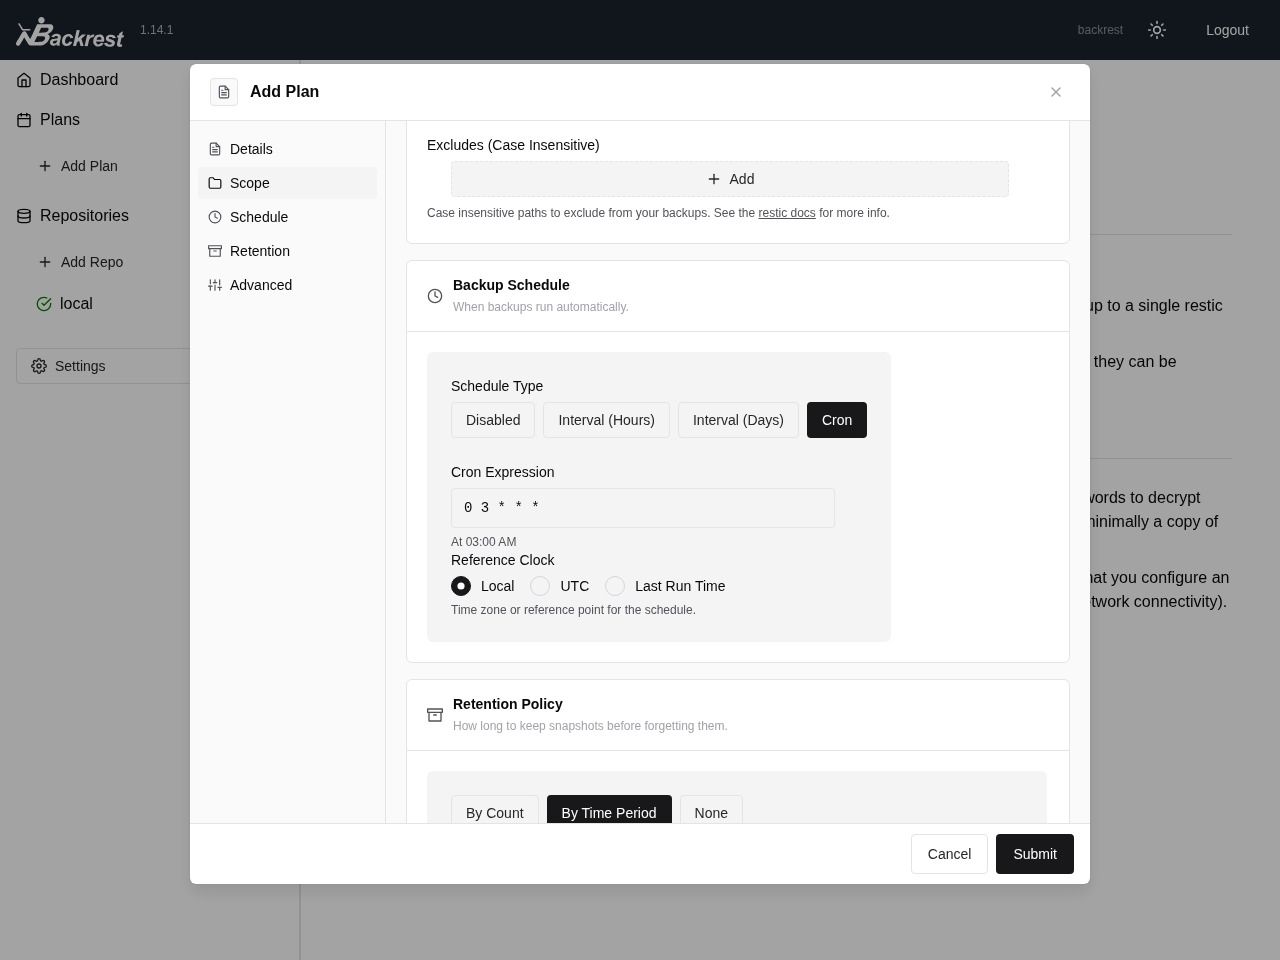 Backrest 1.14.1 backrest Logout
Dashboard
Plans
Add Plan
Repositories
Add Repo
local
Settings
Add Plan
Details
Scope
Schedule
Retention
Advanced
Excludes (Case Insensitive)
Add
Case insensitive paths to exclude from your backups. See the restic docs for more info.
Backup Schedule
When backups run automatically.
Schedule Type
Disabled Interval (Hours) Interval (Days) Cron
Cron Expression
0 3 * * *
At 03:00 AM
Reference Clock
Local UTC Last Run Time
Time zone or reference point for the schedule.
Retention Policy
How long to keep snapshots before forgetting them.
By Count By Time Period None
Cancel Submit
up to a single restic
they can be
words to decrypt
minimally a copy of
that you configure an
network connectivity).